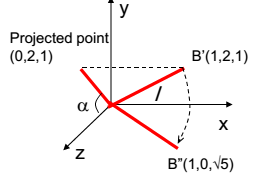 y
Projected point
(0,2,1)
B'(1,2,1)
α
l
x
z
B"(1,0,√5)